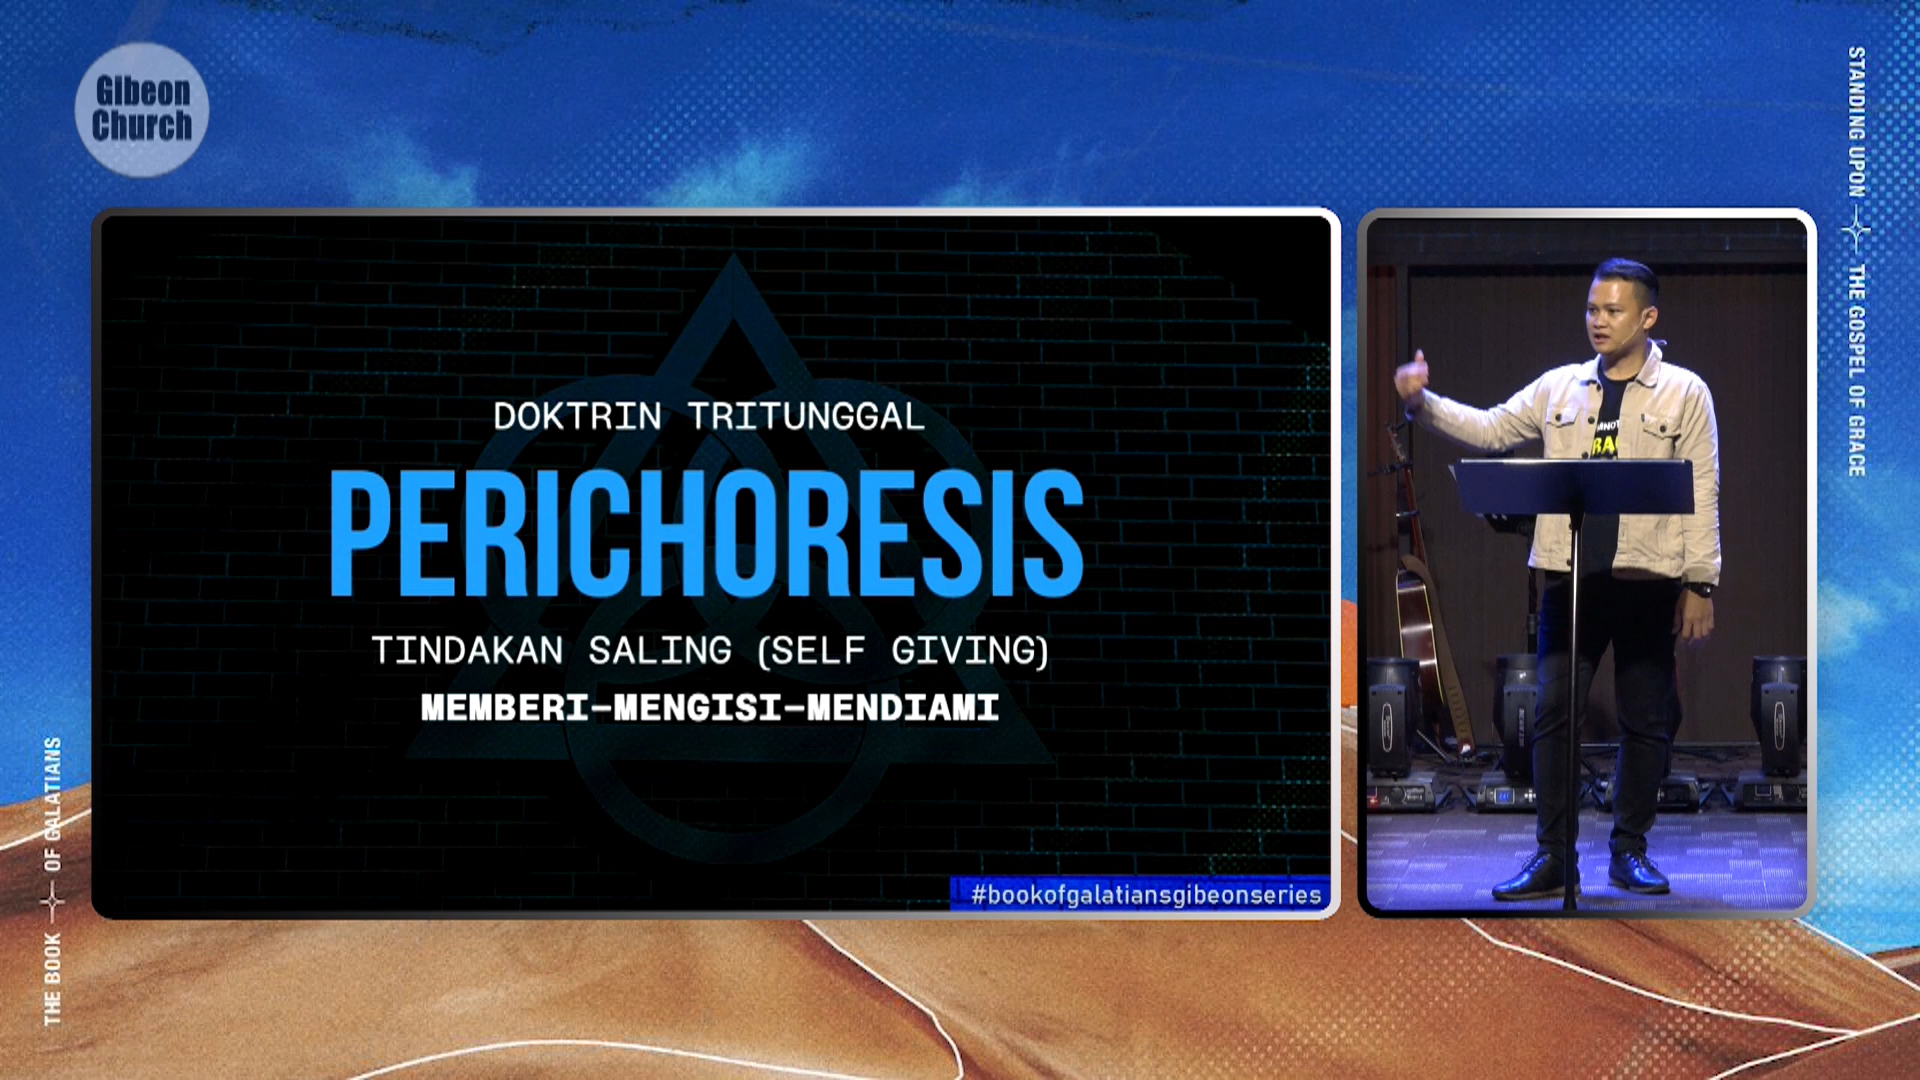 Gibeon
Church
STANDING UPON THE GOSPEL OF GRACE
DOKTRIN TRITUNGGAL
PERICHORESIS
TINDAKAN SALING (SELF GIVING)
MEMBERI-MENGISI-MENDIAMI
#bookofgalatiansgibeonseries
THE BOOK OF GALATIANS